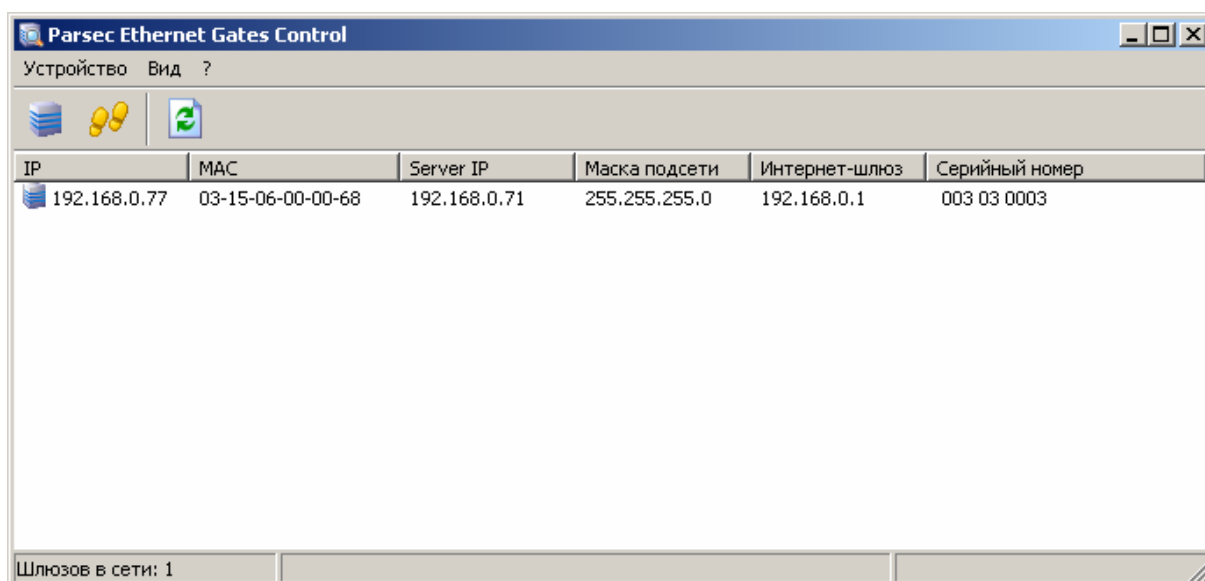 Parsec Ethernet Gates Control
Устройство Вид ?
IP MAC Server IP Маска подсети Интернет-шлюз Серийный номер
192.168.0.77 03-15-06-00-00-68 192.168.0.71 255.255.255.0 192.168.0.1 003 03 0003
Шлюзов в сети: 1